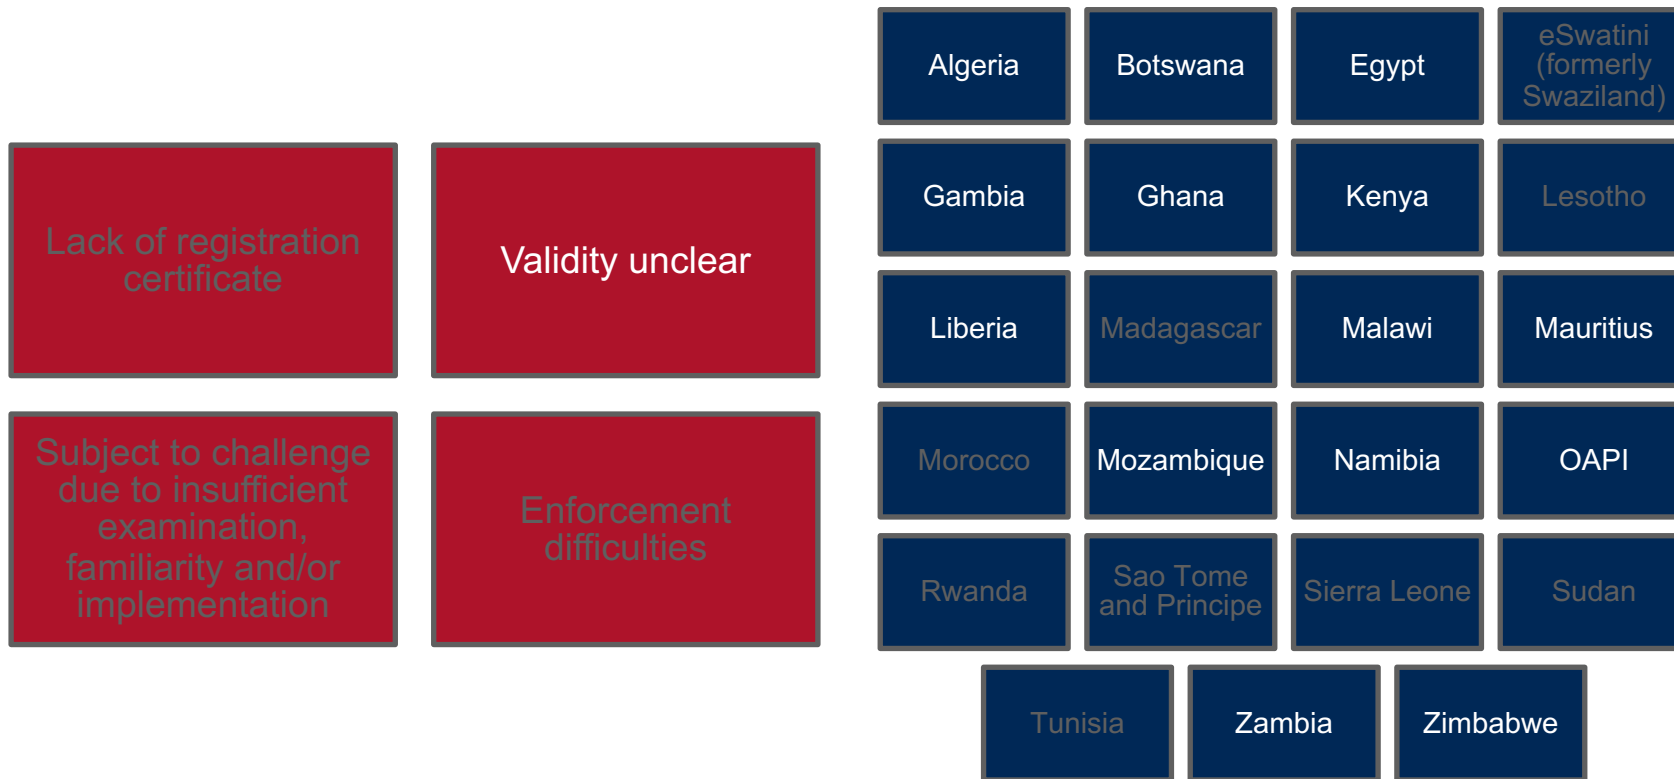 Lack of registration
certificate
Validity unclear
Subject to challenge
due to insufficient
examination,
familiarity and/or
implementation
Enforcement
difficulties
Algeria
Botswana
Egypt
eSwatini
(formerly
Swaziland)
Gambia
Ghana
Kenya
Lesotho
Liberia
Madagascar
Malawi
Mauritius
Morocco
Mozambique
Namibia
OAPI
Rwanda
Sao Tome
and Principe
Sierra Leone
Sudan
Tunisia
Zambia
Zimbabwe